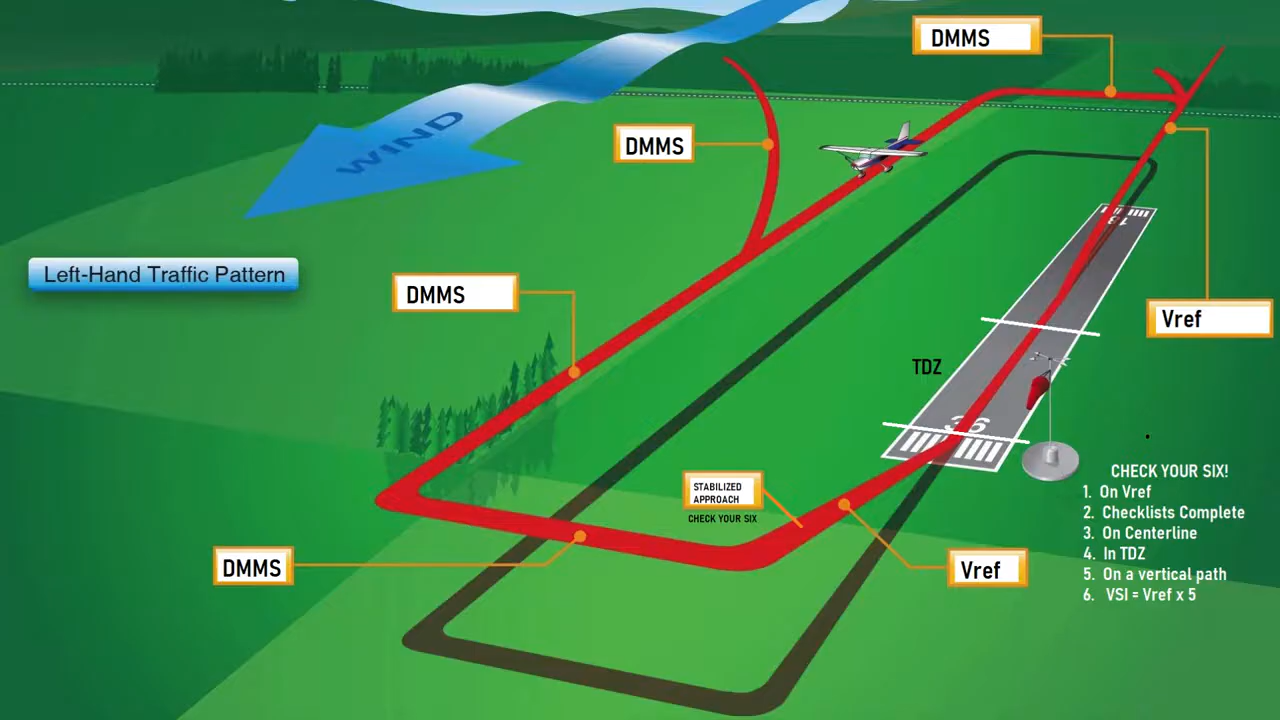 DMMS
WIND
DMMS
Left-Hand Traffic Pattern
DMMS
Vref
TDZ
36
STABILIZED
APPROACH
CHECK YOUR SIX
DMMS
Vref
CHECK YOUR SIX!
1. On Vref
2. Checklists Complete
3. On Centerline
4. In TDZ
5. On a vertical path
6. VSI = Vref x 5